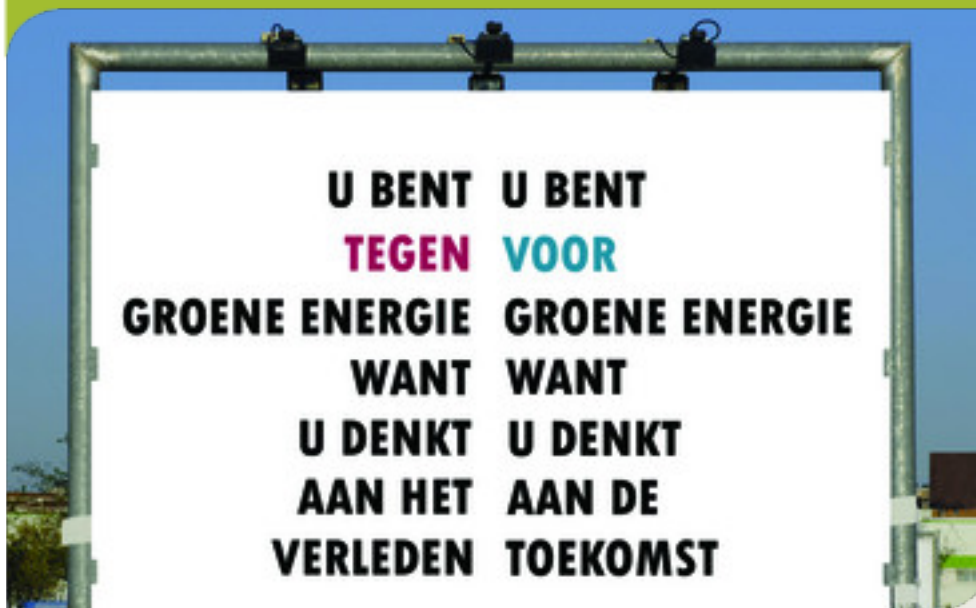 U BENT
TEGEN
GROENE ENERGIE
WANT
U DENKT
AAN HET
VERLEDEN
U BENT
VOOR
GROENE ENERGIE
WANT
U DENKT
AAN DE
TOEKOMST